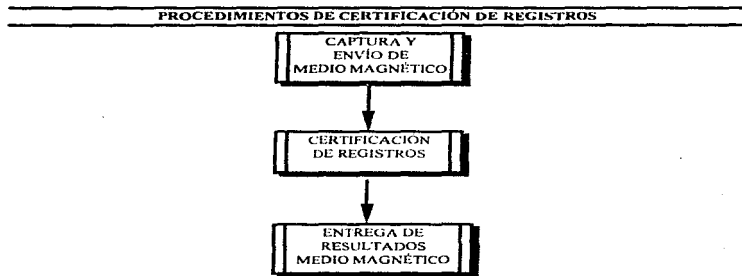 PROCEDIMIENTOS DE CERTIFICACIÓN DE REGISTROS
CAPTURA Y
ENVÍO DE
MEDIO MAGNÉTICO
CERTIFICACIÓN
DE REGISTROS
ENTREGA DE
RESULTADOS
MEDIO MAGNÉTICO